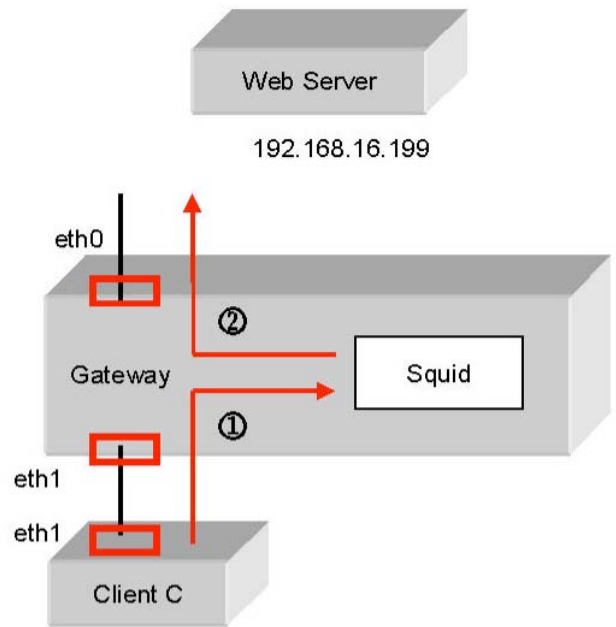 Web Server
192.168.16.199
eth0
②
Gateway
Squid
①
eth1
eth1
Client C